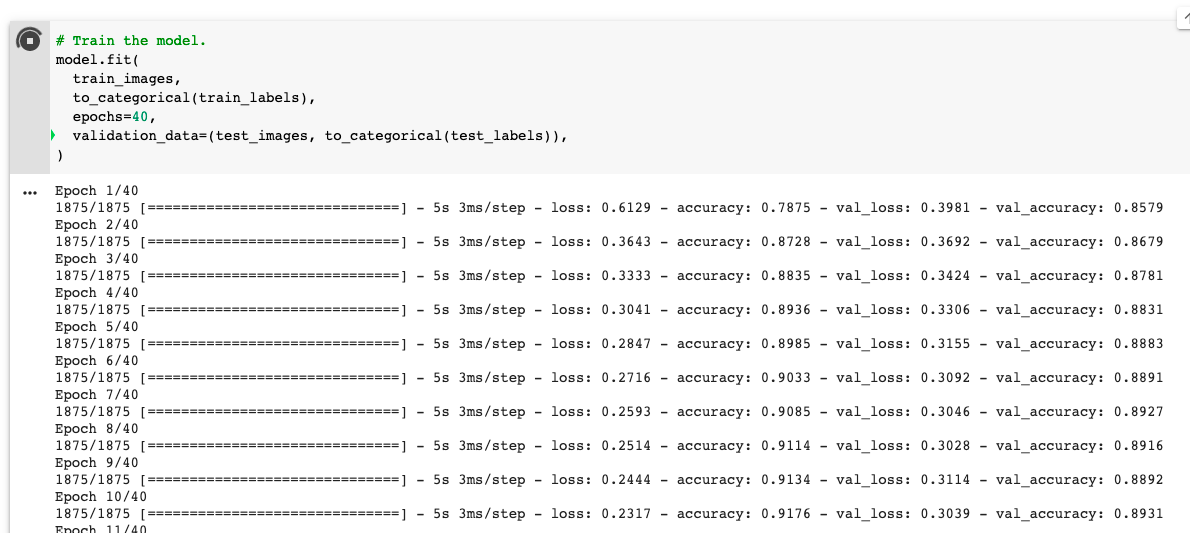 # Train the model.
model.fit(
  train_images,
  to_categorical(train_labels),
  epochs=40,
  validation_data=(test_images, to_categorical(test_labels)),
)
Epoch 1/40
1875/1875 [==============================] - 5s 3ms/step - loss: 0.6129 - accuracy: 0.7875 - val_loss: 0.3981 - val_accuracy: 0.8579
Epoch 2/40
1875/1875 [==============================] - 5s 3ms/step - loss: 0.3643 - accuracy: 0.8728 - val_loss: 0.3692 - val_accuracy: 0.8679
Epoch 3/40
1875/1875 [==============================] - 5s 3ms/step - loss: 0.3333 - accuracy: 0.8835 - val_loss: 0.3424 - val_accuracy: 0.8781
Epoch 4/40
1875/1875 [==============================] - 5s 3ms/step - loss: 0.3041 - accuracy: 0.8936 - val_loss: 0.3306 - val_accuracy: 0.8831
Epoch 5/40
1875/1875 [==============================] - 5s 3ms/step - loss: 0.2847 - accuracy: 0.8985 - val_loss: 0.3155 - val_accuracy: 0.8883
Epoch 6/40
1875/1875 [==============================] - 5s 3ms/step - loss: 0.2716 - accuracy: 0.9033 - val_loss: 0.3092 - val_accuracy: 0.8891
Epoch 7/40
1875/1875 [==============================] - 5s 3ms/step - loss: 0.2593 - accuracy: 0.9085 - val_loss: 0.3046 - val_accuracy: 0.8927
Epoch 8/40
1875/1875 [==============================] - 5s 3ms/step - loss: 0.2514 - accuracy: 0.9114 - val_loss: 0.3028 - val_accuracy: 0.8916
Epoch 9/40
1875/1875 [==============================] - 5s 3ms/step - loss: 0.2444 - accuracy: 0.9134 - val_loss: 0.3114 - val_accuracy: 0.8892
Epoch 10/40
1875/1875 [==============================] - 5s 3ms/step - loss: 0.2317 - accuracy: 0.9176 - val_loss: 0.3039 - val_accuracy: 0.8931
Epoch 11/40